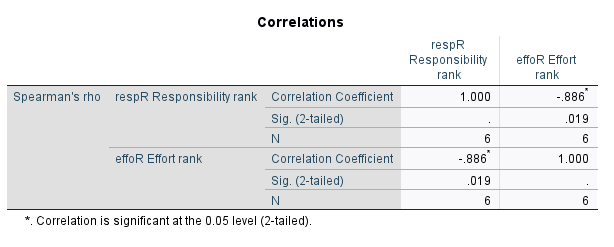 Correlations
respR Responsibility rank effoR Effort rank
Spearman's rho respR Responsibility rank Correlation Coefficient 1.000 -.886*
Sig. (2-tailed) . .019
N 6 6
effoR Effort rank Correlation Coefficient -.886* 1.000
Sig. (2-tailed) .019 .
N 6 6
*. Correlation is significant at the 0.05 level (2-tailed).